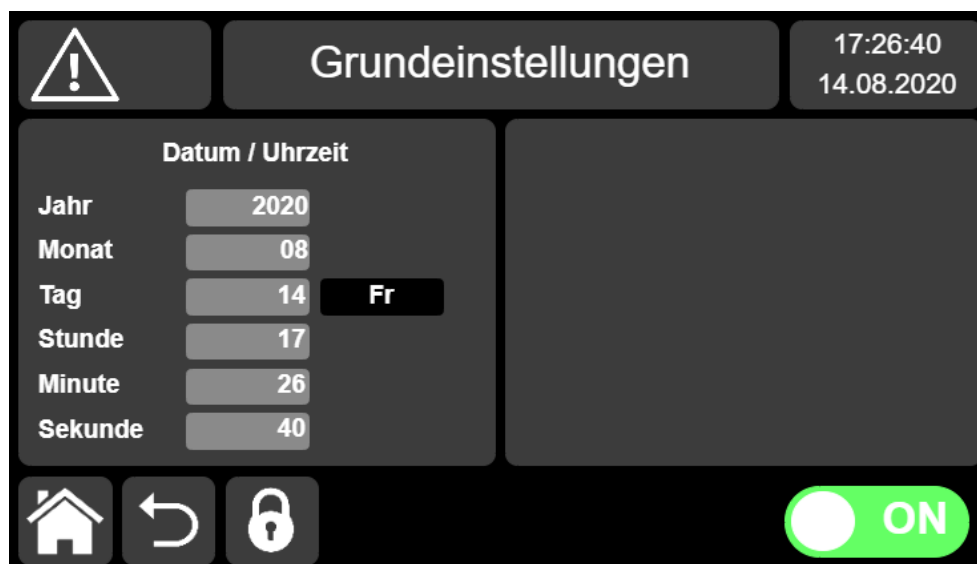 Grundeinstellungen
17:26:40
14.08.2020
Datum / Uhrzeit
Jahr 2020
Monat 08
Tag 14 Fr
Stunde 17
Minute 26
Sekunde 40
ON